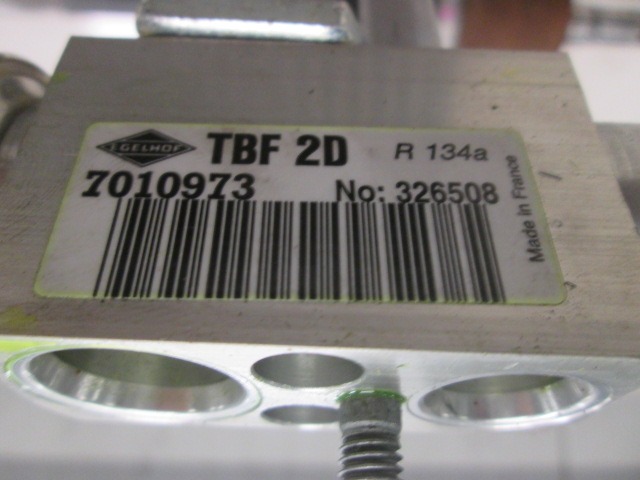 EGELHOF TBF 2D R 134a
7010973 No: 326508
Made in France